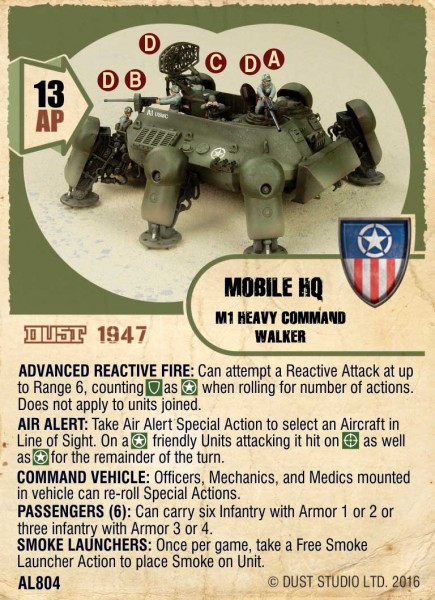 D
D B
C
D A
13
AP
A1 USMC
MOBILE HQ
M1 HEAVY COMMAND
WALKER
DUST 1947
ADVANCED REACTIVE FIRE: Can attempt a Reactive Attack at up
to Range 6, counting as when rolling for number of actions.
Does not apply to units joined.
AIR ALERT: Take Air Alert Special Action to select an Aircraft in
Line of Sight. On a friendly Units attacking it hit on as well
as for the remainder of the turn.
COMMAND VEHICLE: Officers, Mechanics, and Medics mounted
in vehicle can re-roll Special Actions.
PASSENGERS (6): Can carry six Infantry with Armor 1 or 2 or
three infantry with Armor 3 or 4.
SMOKE LAUNCHERS: Once per game, take a Free Smoke
Launcher Action to place Smoke on Unit.
AL804
© DUST STUDIO LTD. 2016